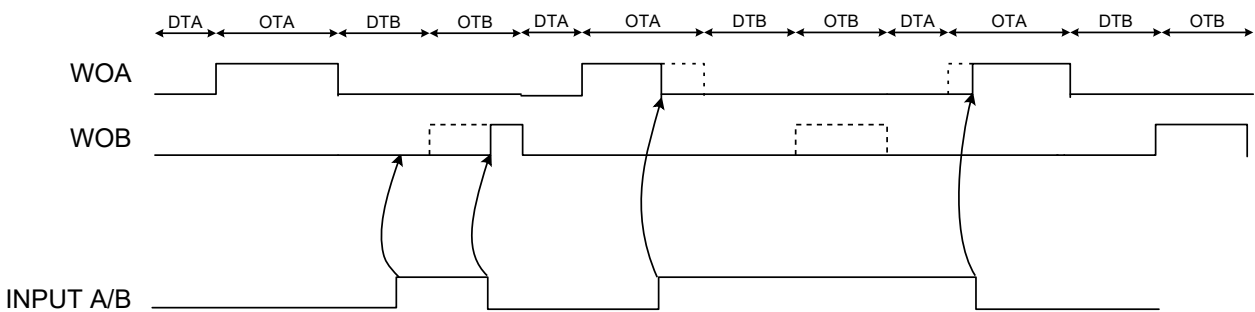 DTA OTA DTB OTB DTA OTA DTB OTB DTA OTA DTB OTB
WOA
WOB
INPUT A/B